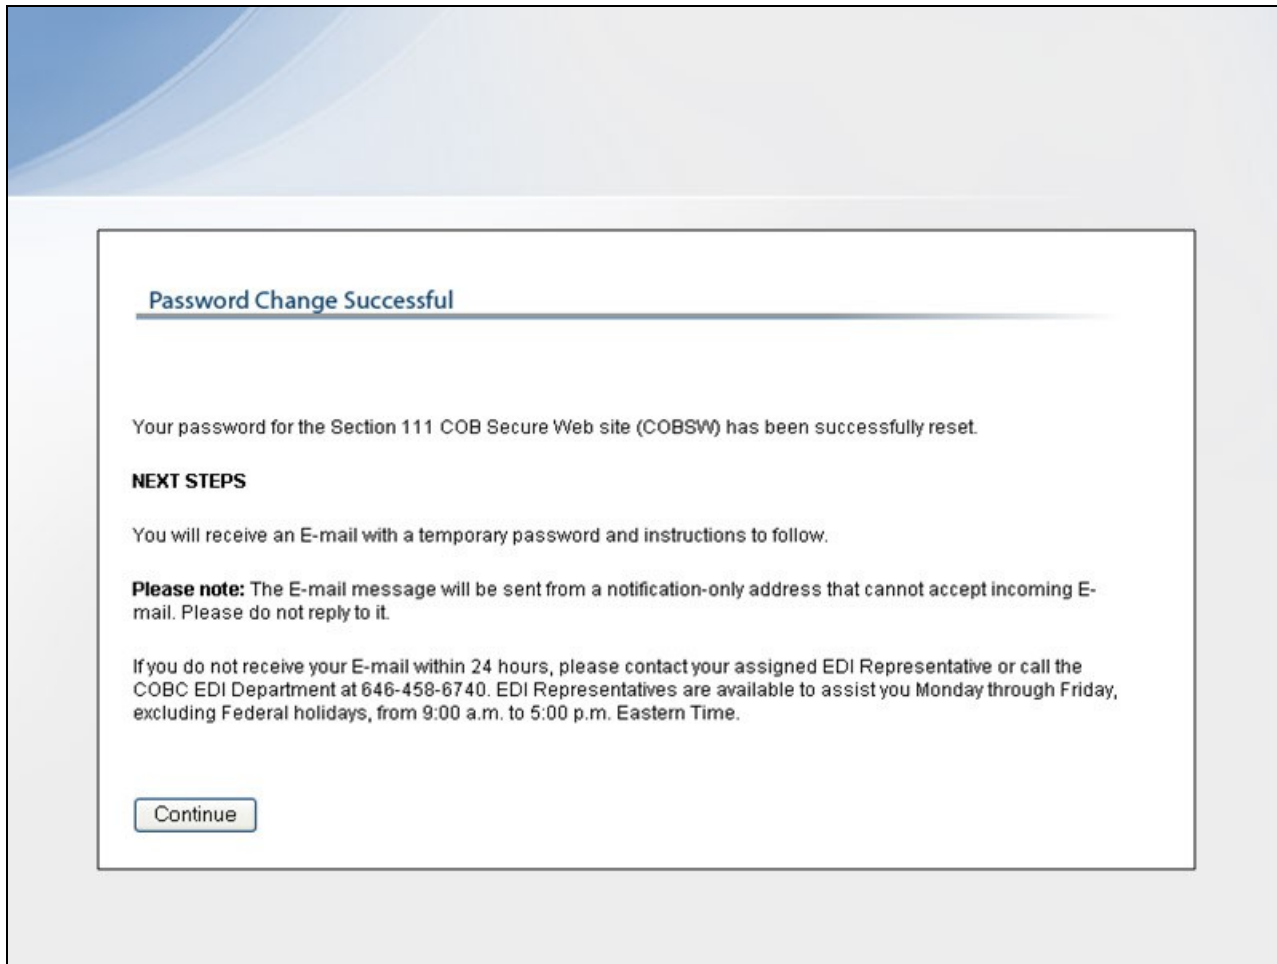 Password Change Successful
Your password for the Section 111 COB Secure Web site (COBSW) has been successfully reset.
NEXT STEPS
You will receive an E-mail with a temporary password and instructions to follow.
Please note: The E-mail message will be sent from a notification-only address that cannot accept incoming E-
mail. Please do not reply to it.
If you do not receive your E-mail within 24 hours, please contact your assigned EDI Representative or call the
COBC EDI Department at 646-458-6740. EDI Representatives are available to assist you Monday through Friday,
excluding Federal holidays, from 9:00 a.m. to 5:00 p.m. Eastern Time.
Continue